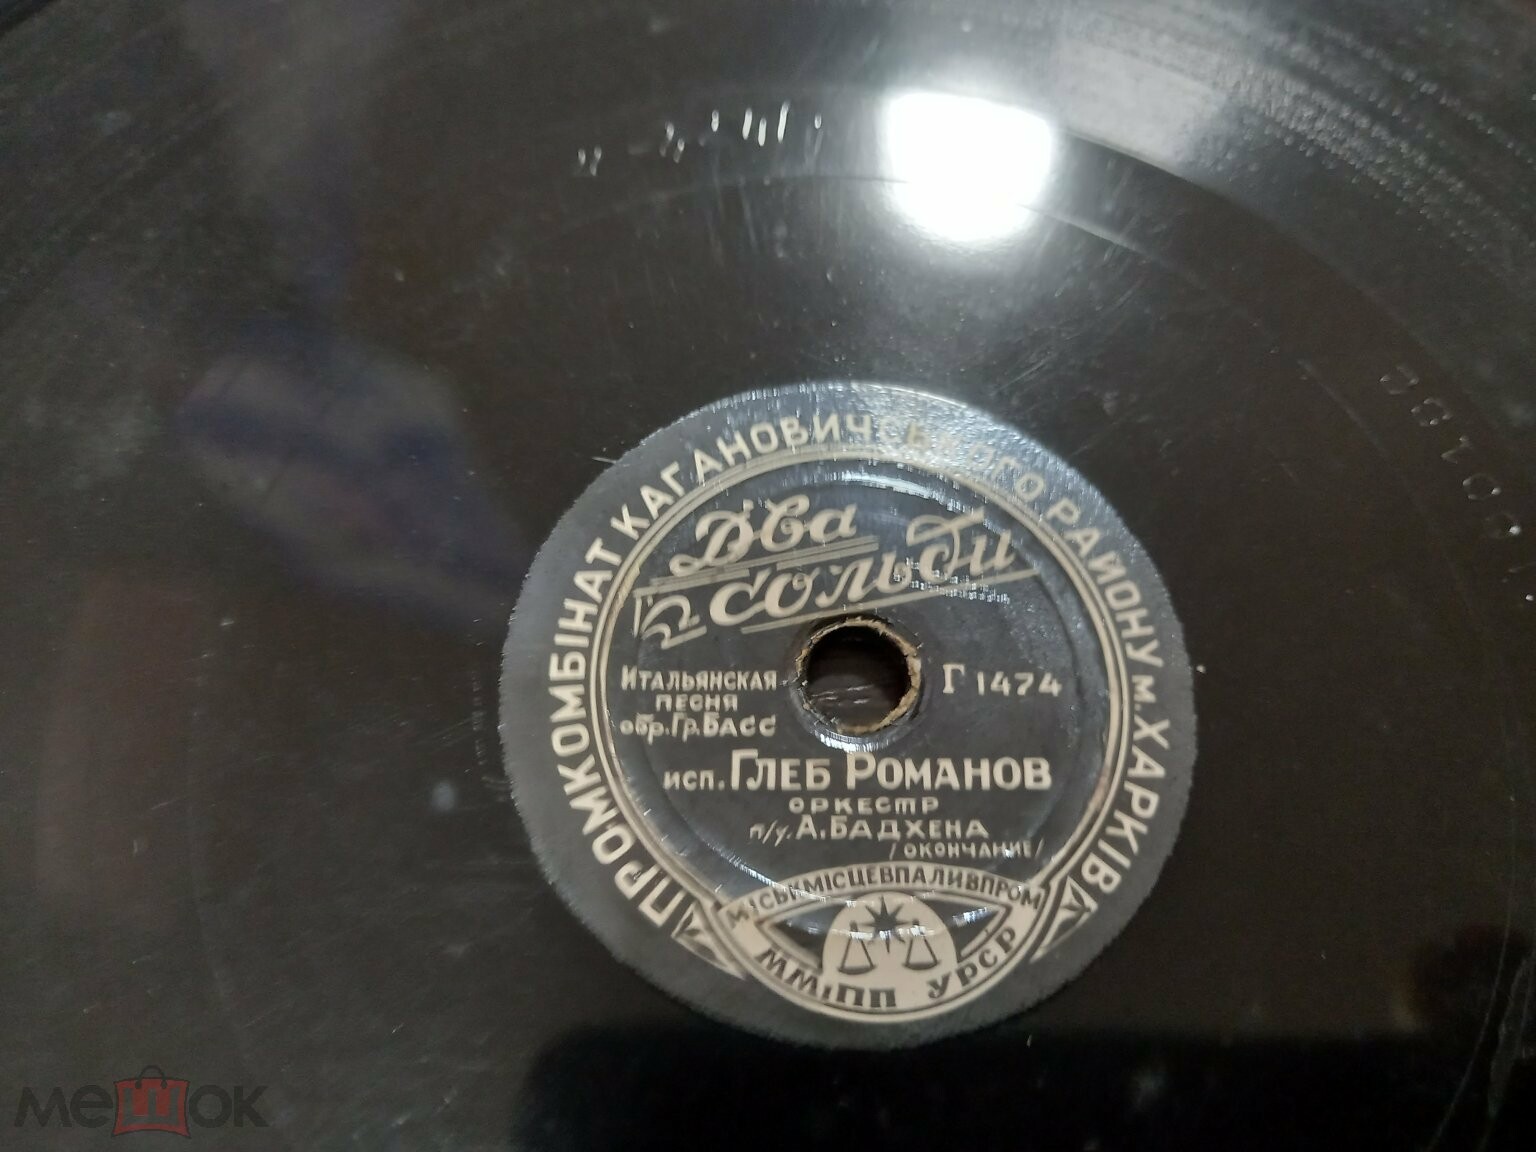 ПРОМКОМБІНАТ КАГАНОВИЧСЬКОГО РАЙОНУ м. ХАРКІВ
Два
сольби
Итальянская
песня
обр. Гр. Басс
Г 1474
исп. Глеб Романов
оркестр
п/у. А. Бадхена
/окончание/
МІСЬКМІСЦЕВПАЛИВПРОМ
ММіПП УРСР
мешок